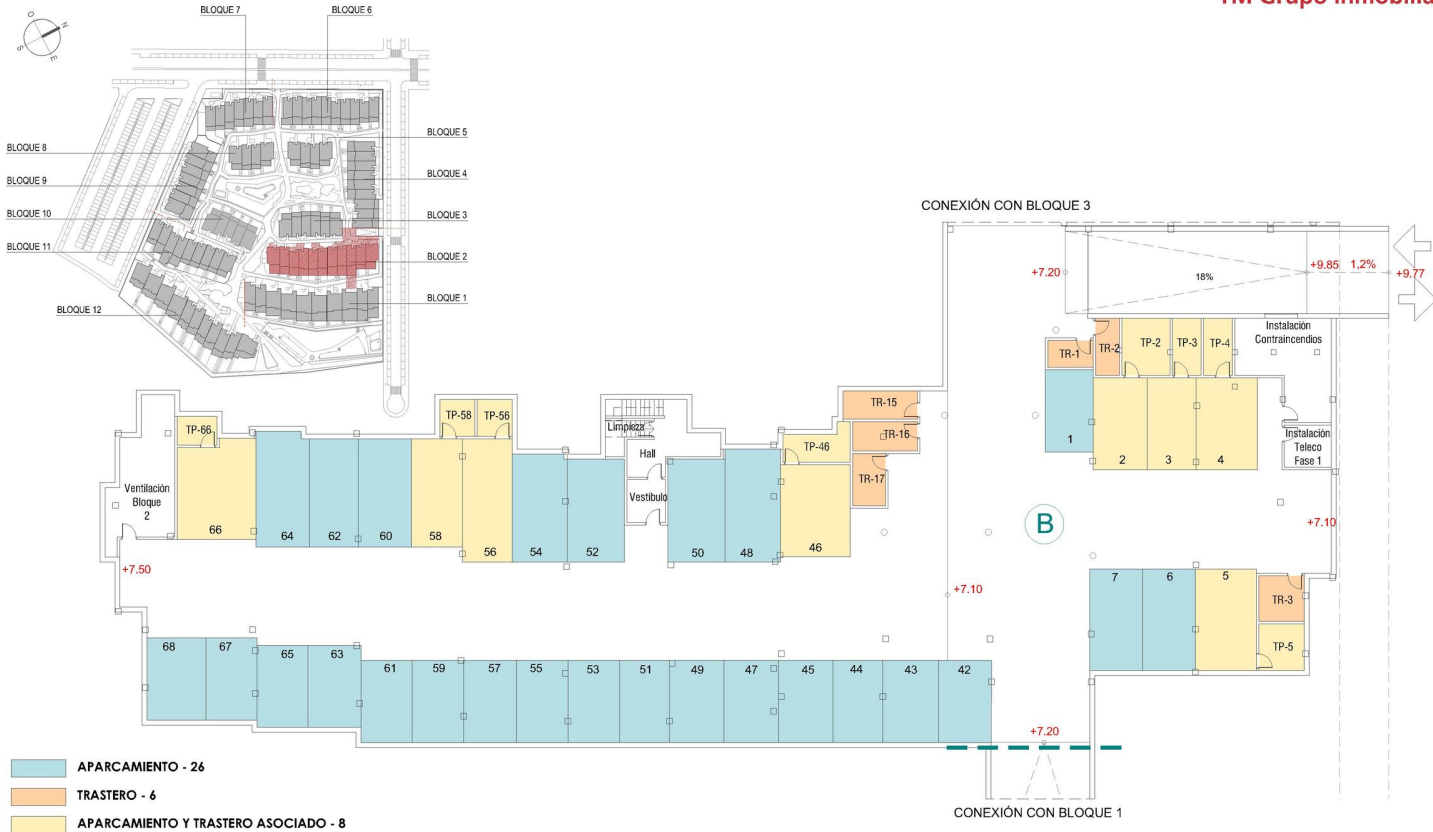 TM Grupo Inmobilia
O
N
S
E
BLOQUE 7
BLOQUE 6
BLOQUE 5
BLOQUE 8
BLOQUE 4
BLOQUE 9
BLOQUE 10
BLOQUE 3
BLOQUE 11
BLOQUE 2
BLOQUE 1
BLOQUE 12
CONEXIÓN CON BLOQUE 3
+7.20
18%
+9.85
1,2%
+9.77
Instalación
Contraincendios
TR-1
TR-2
TP-2
TP-3
TP-4
1
2
3
4
Instalación
Teleco
Fase 1
TR-15
TR-16
TR-17
TP-46
TP-58
TP-56
TP-66
Limpieza
Hall
Vestibulo
Ventilación
Bloque
2
66
64
62
60
58
56
54
52
50
48
46
B
+7.10
+7.50
+7.10
7
6
5
TR-3
TP-5
68
67
65
63
61
59
57
55
53
51
49
47
45
44
43
42
+7.20
CONEXIÓN CON BLOQUE 1
APARCAMIENTO - 26
TRASTERO - 6
APARCAMIENTO Y TRASTERO ASOCIADO - 8